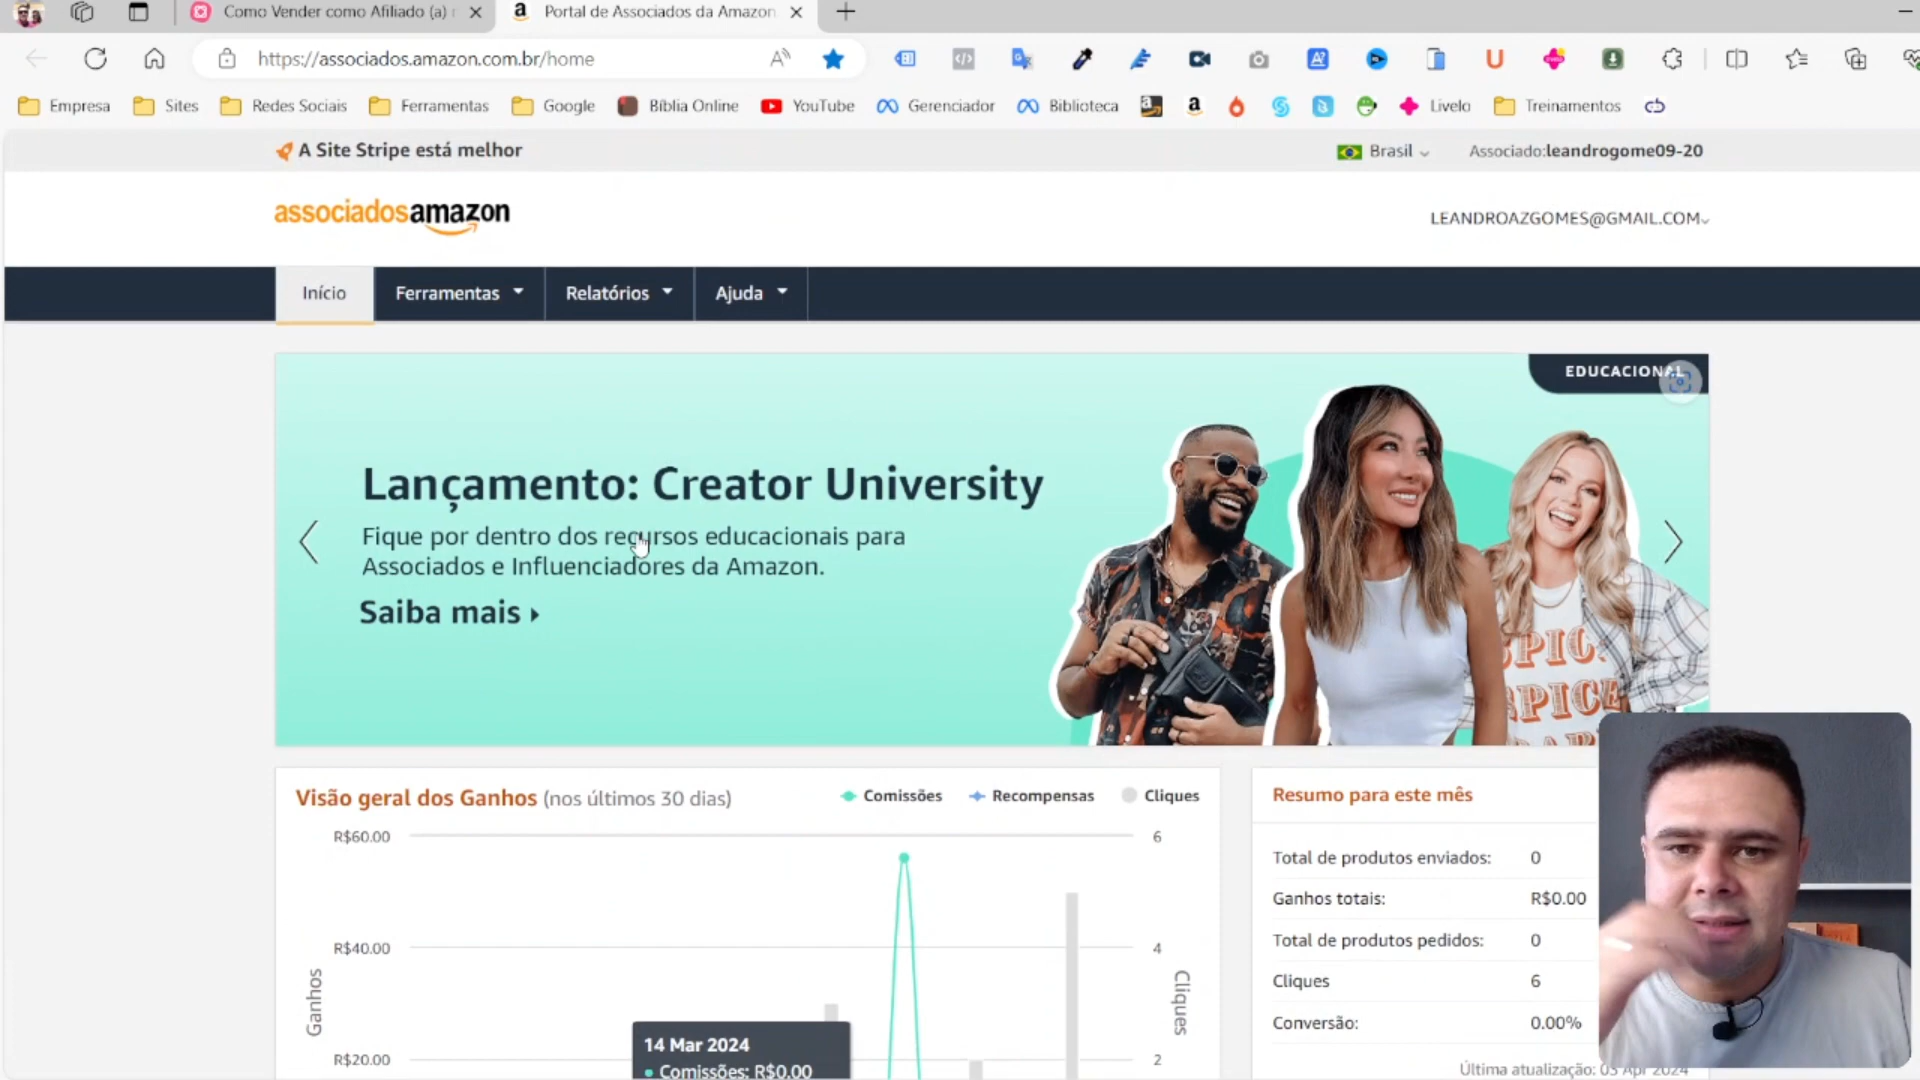 Como Vender como Afiliado (a)
Portal de Associados da Amazon
https://associados.amazon.com.br/home
Empresa
Sites
Redes Sociais
Ferramentas
Google
Bíblia Online
YouTube
Gerenciador
Biblioteca
Livelo
Treinamentos
A Site Stripe está melhor
Brasil
Associado:leandrogome09-20
associadosamazon
LEANDROAZGOMES@GMAIL.COM
Início
Ferramentas
Relatórios
Ajuda
EDUCACIONAL
Lançamento: Creator University
Fique por dentro dos recursos educacionais para
Associados e Influenciadores da Amazon.
Saiba mais
Visão geral dos Ganhos (nos últimos 30 dias)
Comissões
Recompensas
Cliques
R$60.00
6
R$40.00
4
R$20.00
2
Ganhos
Cliques
14 Mar 2024
Comissões: R$0.00
Resumo para este mês
Total de produtos enviados: 0
Ganhos totais: R$0.00
Total de produtos pedidos: 0
Cliques 6
Conversão: 0.00%
Última atualização: 03 Apr 2024